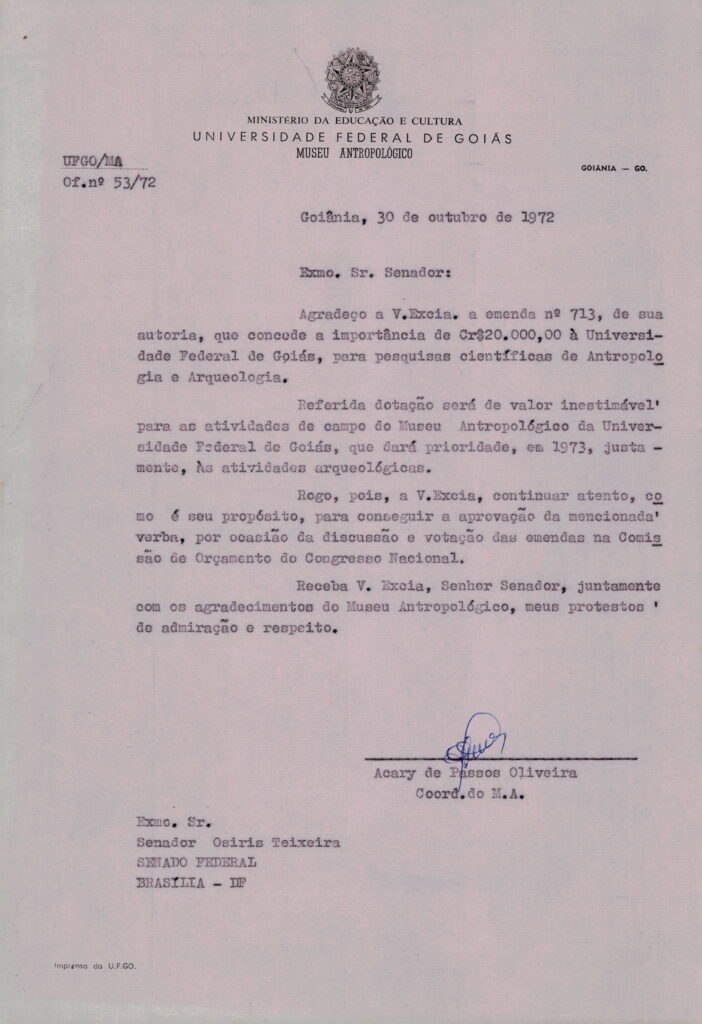 MINISTÉRIO DA EDUCAÇÃO E CULTURA
UNIVERSIDADE FEDERAL DE GOIÁS
MUSEU ANTROPOLÓGICO
UFGO/MA
GOIÂNIA — GO.
Of.nº 53/72
Goiânia, 30 de outubro de 1972
Exmo. Sr. Senador:
Agradeço a V.Excia. a emenda nº 713, de sua
autoria, que concede a importância de Cr$20.000,00 à Universi-
dade Federal de Goiás, para pesquisas científicas de Antropolo
gia e Arqueologia.
Referida dotação será de valor inestimável'
para as atividades de campo do Museu Antropológico da Univer-
sidade Federal de Goiás, que dará prioridade, em 1973, justa -
mente, às atividades arqueológicas.
Rogo, pois, a V.Excia, continuar atento, co
mo é seu propósito, para conseguir a aprovação da mencionada'
verba, por ocasião da discussão e votação das emendas na Comis
são de Orçamento do Congresso Nacional.
Receba V. Excia, Senhor Senador, juntamente
com os agradecimentos do Museu Antropológico, meus protestos '
de admiração e respeito.
Acary de Passos Oliveira
Coord.do M.A.
Exmo. Sr.
Senador Osiris Teixeira
SENADO FEDERAL
BRASÍLIA - DF
Imprensa da U.F.GO.